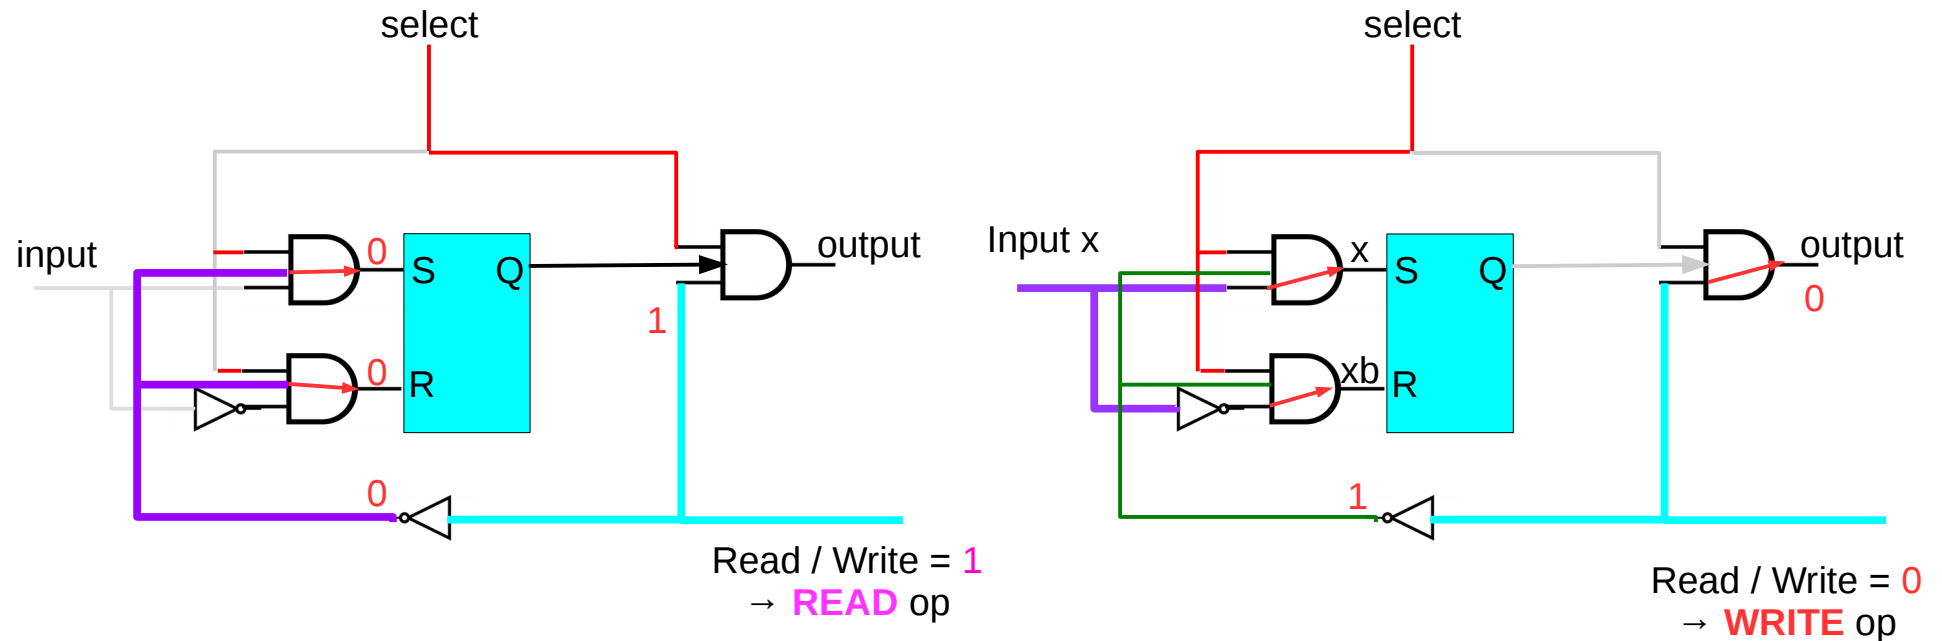 select
input
0
S
Q
output
1
0
R
0
Read / Write = 1
→ READ op
select
Input x
x
S
Q
output
0
xb
R
1
Read / Write = 0
→ WRITE op